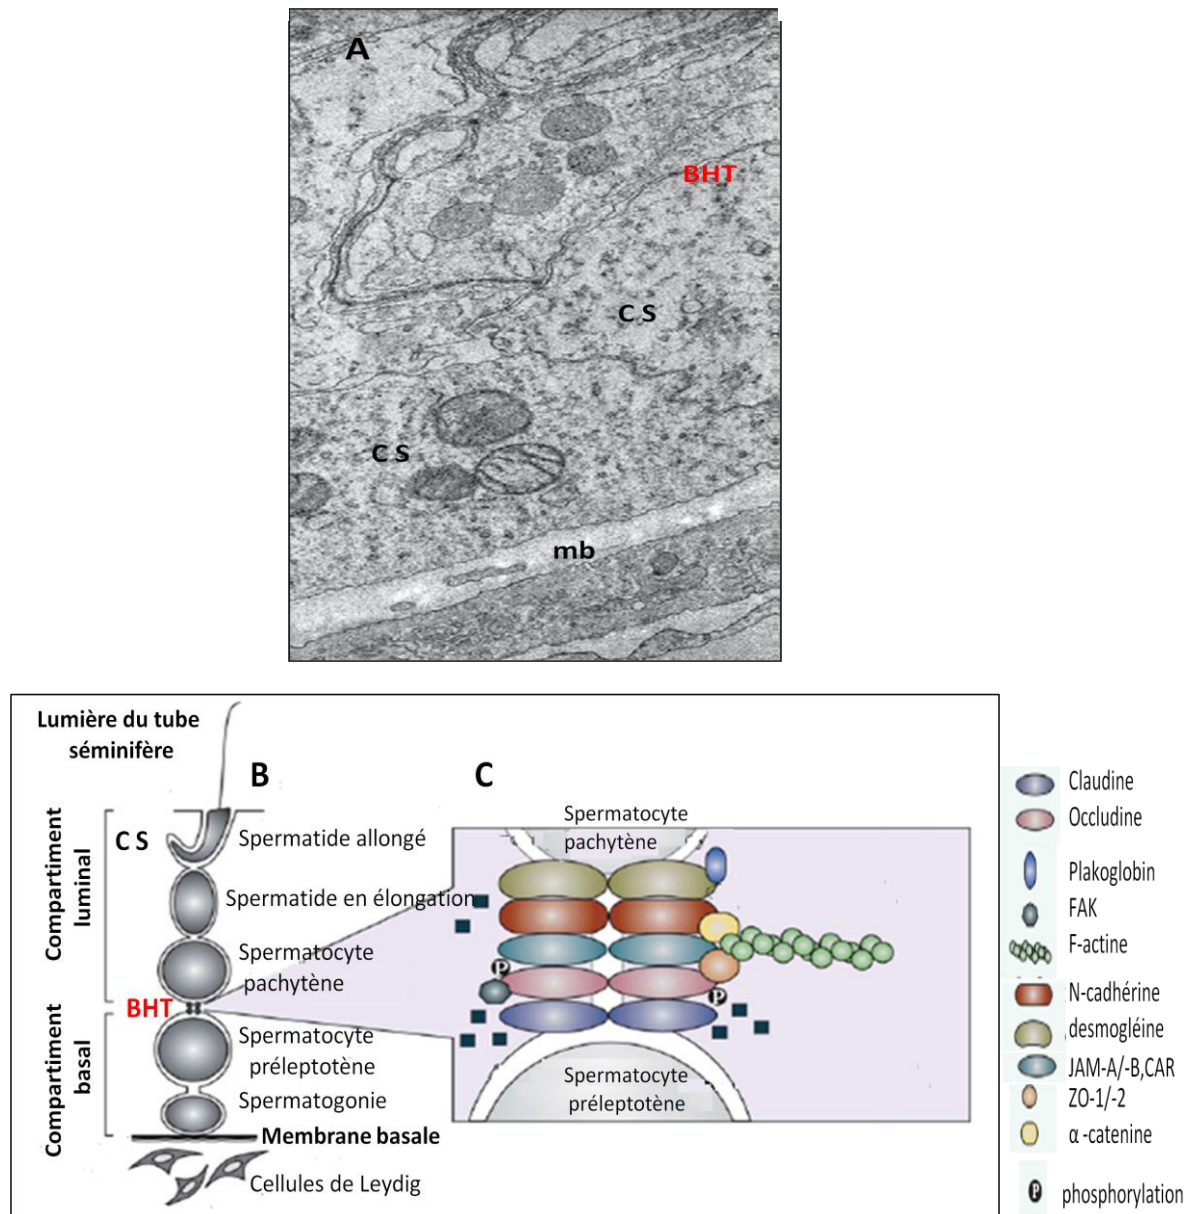 A
BHT
C S
C S
mb
Lumière du tube
séminifère
B
C
Compartiment
luminal
C S
Spermatide allongé
Spermatide en élongation
Spermatocyte
pachytène
BHT
Compartiment
basal
Spermatocyte
préleptotène
Spermatogonie
Membrane basale
Cellules de Leydig
Spermatocyte
pachytène
P
P
Spermatocyte
préleptotène
Claudine
Occludine
Plakoglobin
FAK
F-actine
N-cadhérine
desmogléine
JAM-A/-B,CAR
ZO-1/-2
α-catenine
P phosphorylation